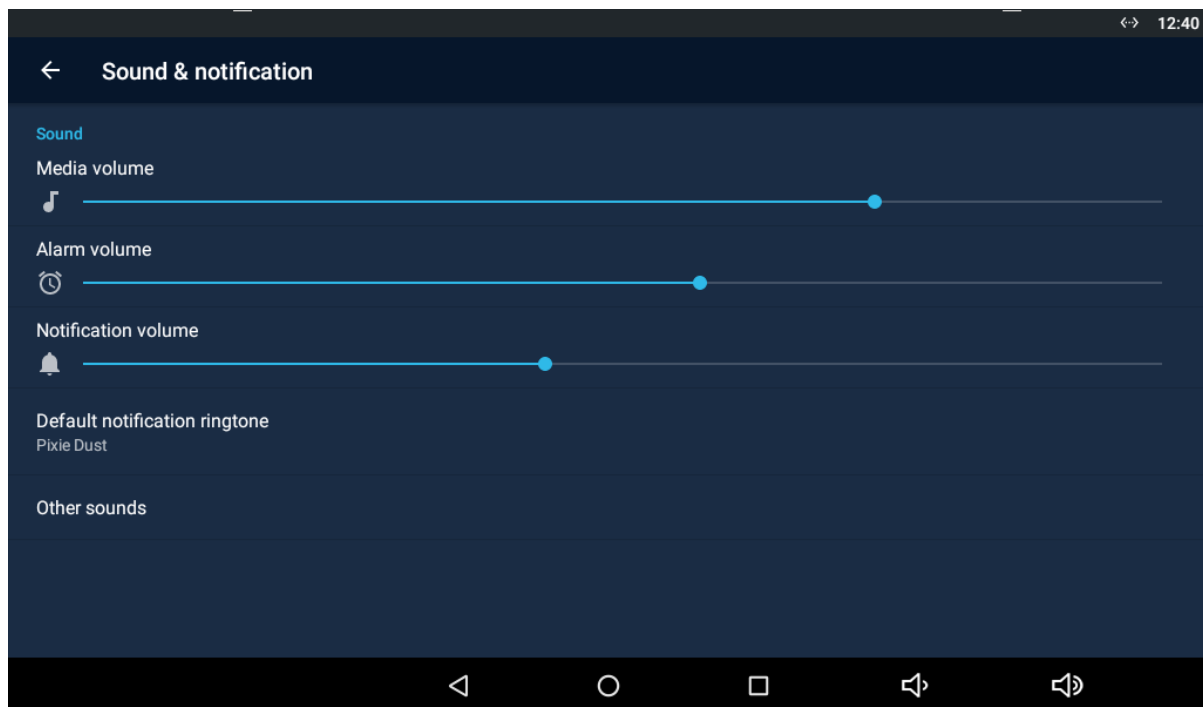 12:40
Sound & notification
Sound
Media volume
Alarm volume
Notification volume
Default notification ringtone
Pixie Dust
Other sounds